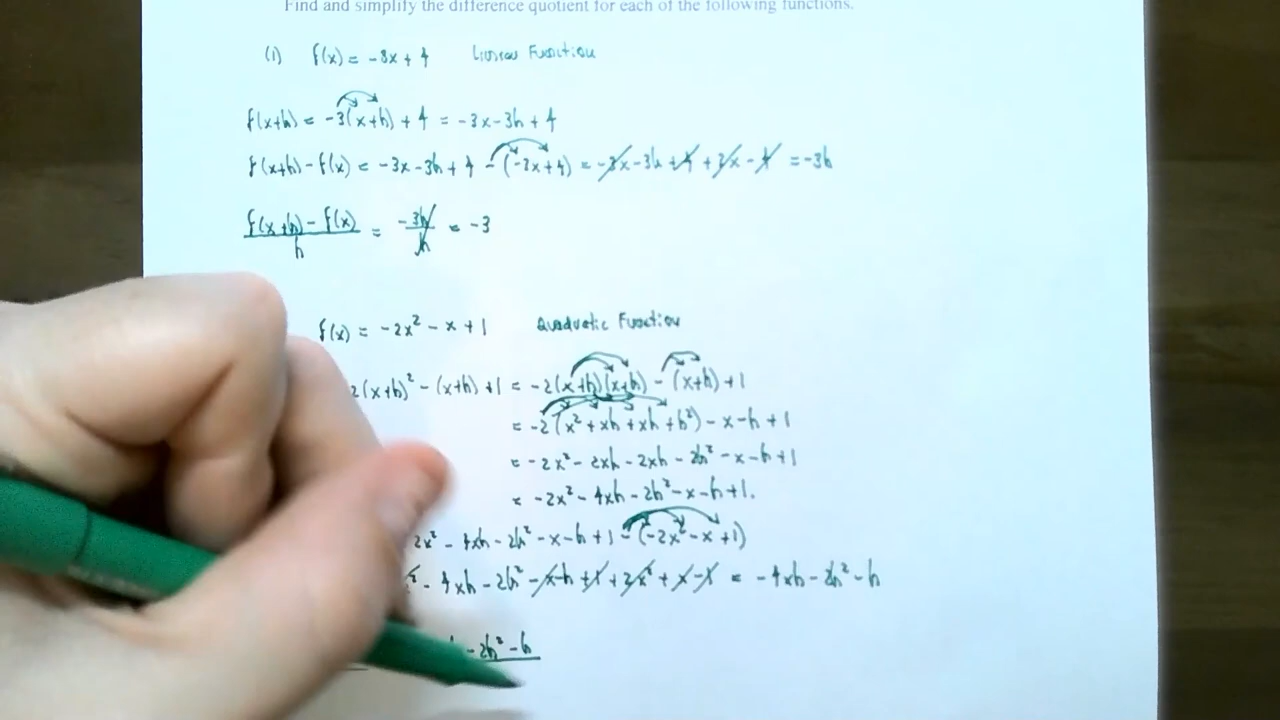 Find and simplify the difference quotient for each of the following functions.
(1) f(x) = -3x + 4 Linear Function
f(x+h) = -3(x+h) + 4 = -3x - 3h + 4
f(x+h) - f(x) = -3x - 3h + 4 - (-3x + 4) = -3x - 3h + 4 + 3x - 4 = -3h
f(x+h) - f(x) / h = -3h / h = -3
f(x) = -2x² - x + 1 Quadratic Function
2(x+h)² - (x+h) + 1 = -2(x+h)(x+h) - (x+h) + 1
= -2(x² + xh + xh + h²) - x - h + 1
= -2x² - 2xh - 2xh - 2h² - x - h + 1
= -2x² - 4xh - 2h² - x - h + 1.
2x² - 4xh - 2h² - x - h + 1 - (-2x² - x + 1)
² - 4xh - 2h² - x - h + 1 + 2x² + x - 1 = -4xh - 2h² - h
h - 2h² - h